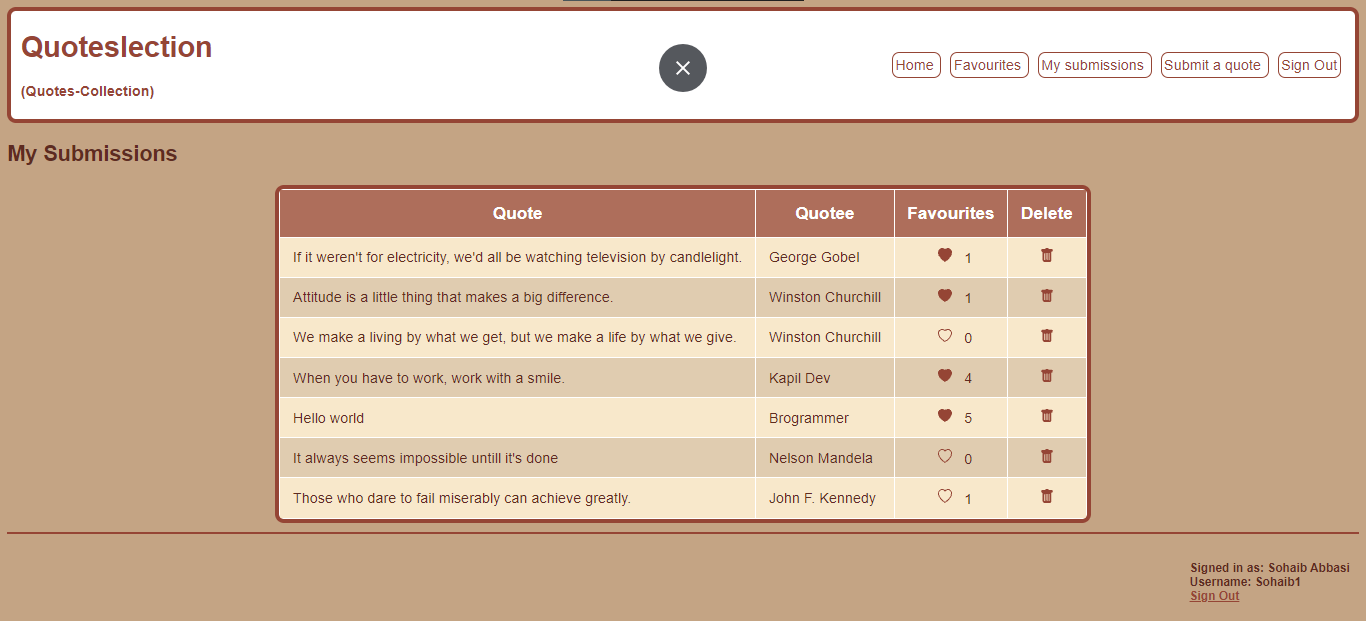 Quoteslection
(Quotes-Collection)
Home Favourites My submissions Submit a quote Sign Out
My Submissions
Quote Quotee Favourites Delete
If it weren't for electricity, we'd all be watching television by candlelight. George Gobel 1
Attitude is a little thing that makes a big difference. Winston Churchill 1
We make a living by what we get, but we make a life by what we give. Winston Churchill 0
When you have to work, work with a smile. Kapil Dev 4
Hello world Brogrammer 5
It always seems impossible untill it's done Nelson Mandela 0
Those who dare to fail miserably can achieve greatly. John F. Kennedy 1
Signed in as: Sohaib Abbasi
Username: Sohaib1
Sign Out